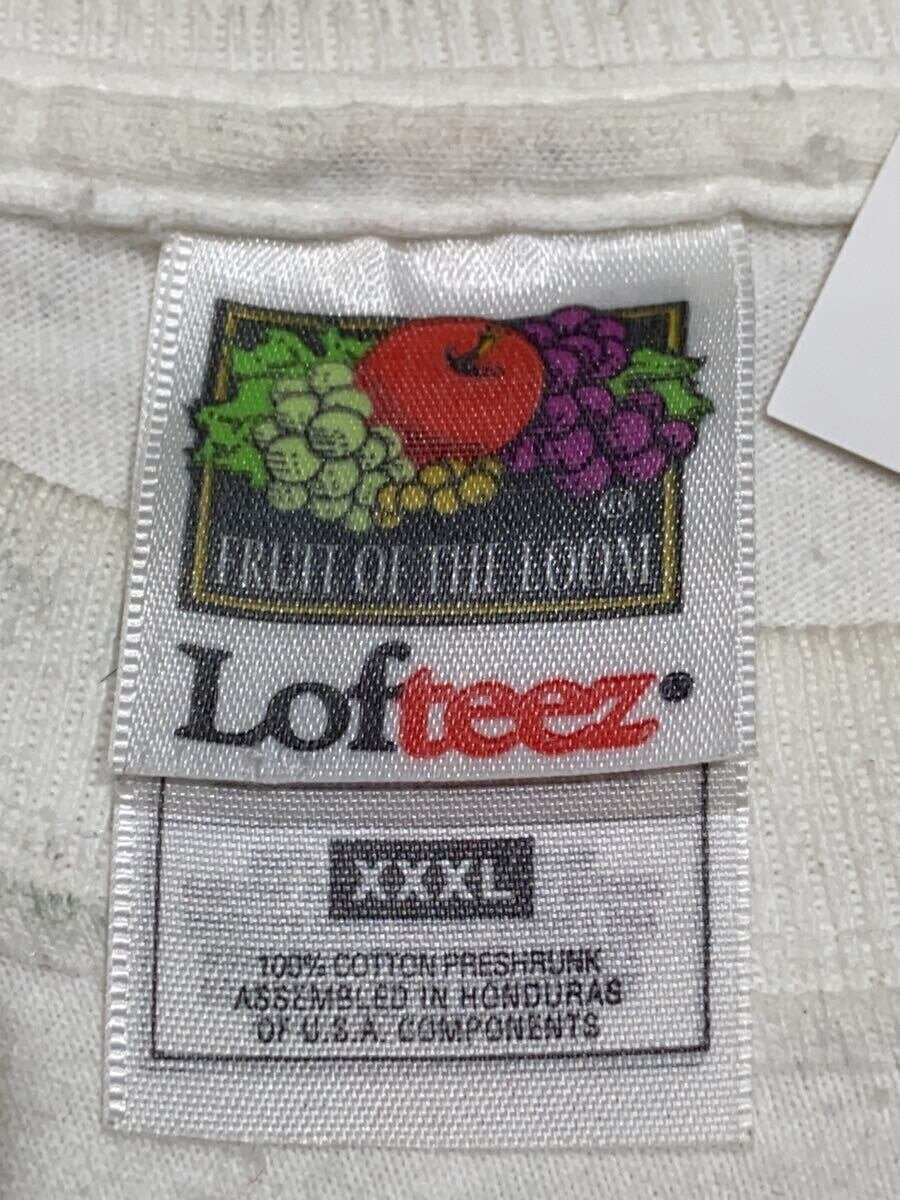 ®
FRUIT OF THE LOOM
Lofteez®
XXXL
100% COTTON PRESHRUNK
ASSEMBLED IN HONDURAS
OF U.S.A. COMPONENTS